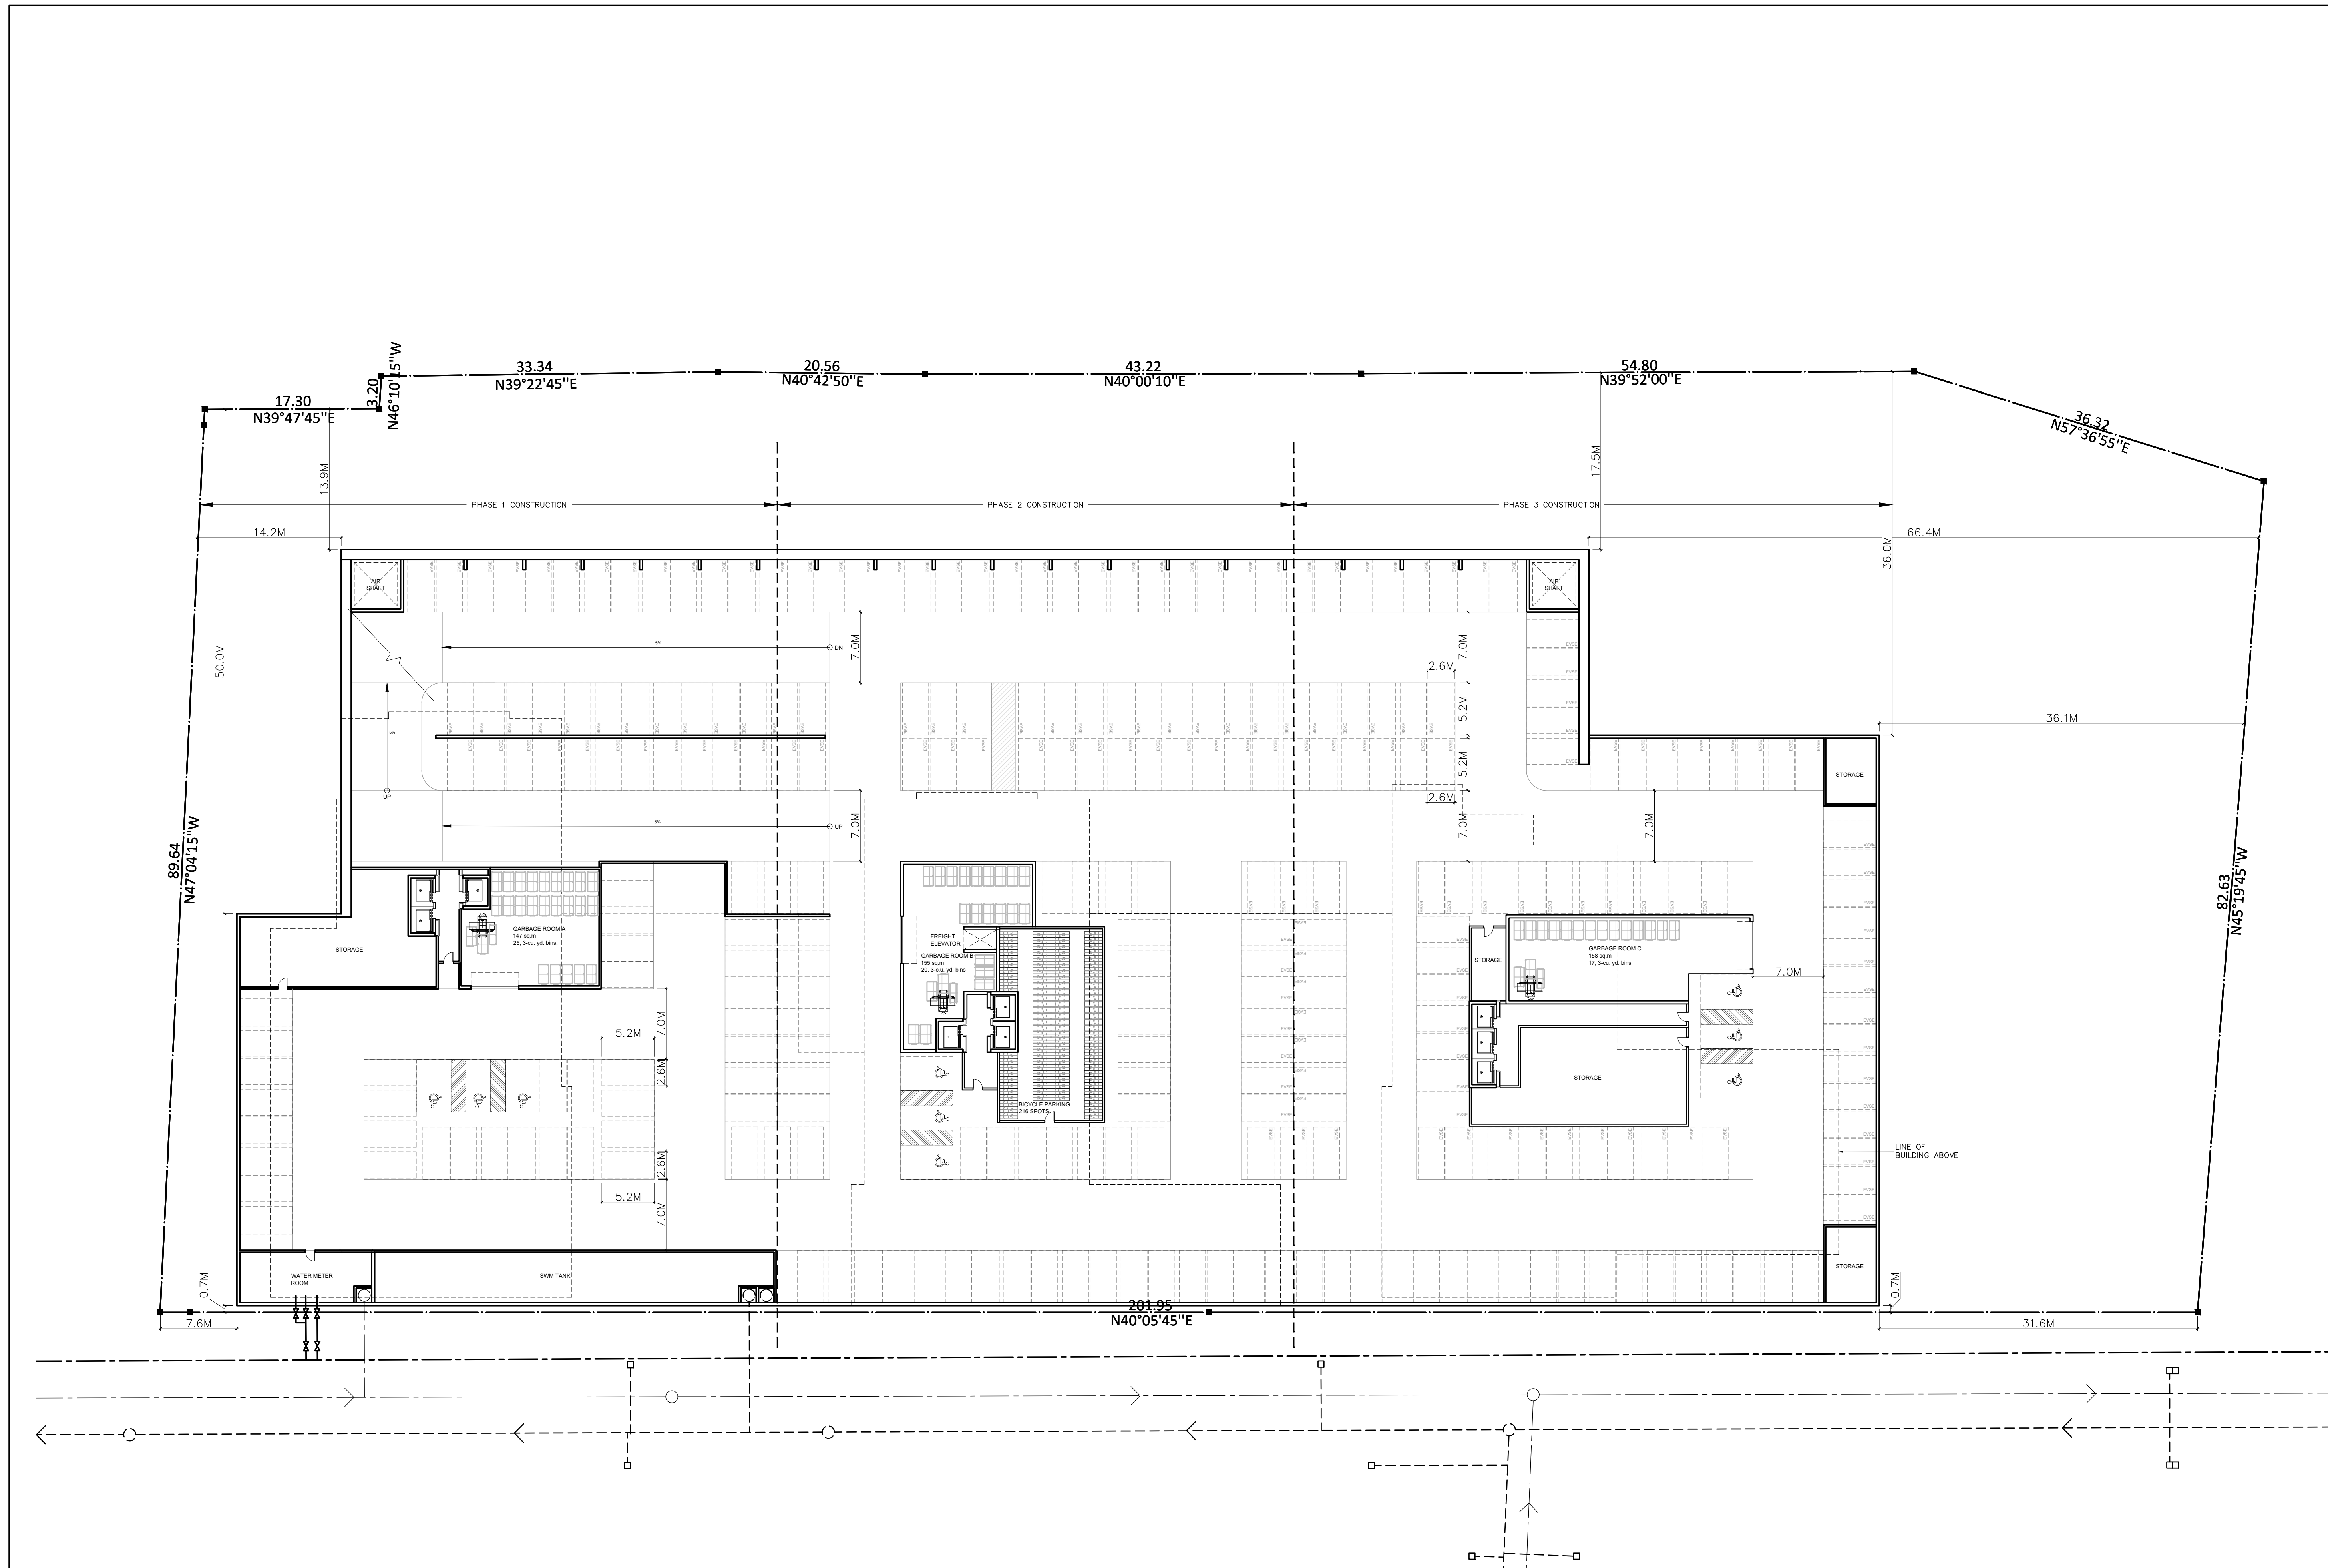 33.34
N39°22'45"E
20.56
N40°42'50"E
43.22
N40°00'10"E
54.80
N39°52'00"E
3.20
N46°10'15"W
17.30
N39°47'45"E
36.32
N57°36'55"E
13.9M
17.5M
PHASE 1 CONSTRUCTION
PHASE 2 CONSTRUCTION
PHASE 3 CONSTRUCTION
14.2M
66.4M
36.0M
AIR
SHAFT
AIR
SHAFT
50.0M
5%
DN
7.0M
7.0M
2.6M
5.2M
36.1M
5%
5.2M
STORAGE
UP
2.6M
5%
UP
7.0M
7.0M
7.0M
89.64
N47°04'15"W
82.63
N45°19'45"W
GARBAGE ROOM A
147 sq.m
25, 3-cu. yd. bins.
STORAGE
FREIGHT
ELEVATOR
GARBAGE ROOM B
155 sq.m
20, 3-c.u. yd. bins
GARBAGE ROOM C
158 sq.m
17, 3-cu. yd. bins
STORAGE
7.0M
7.0M
5.2M
2.6M
STORAGE
BICYCLE PARKING
216 SPOTS
LINE OF
BUILDING ABOVE
2.6M
5.2M
7.0M
WATER METER
ROOM
SWM TANK
STORAGE
0.7M
0.7M
201.95
N40°05'45"E
7.6M
31.6M